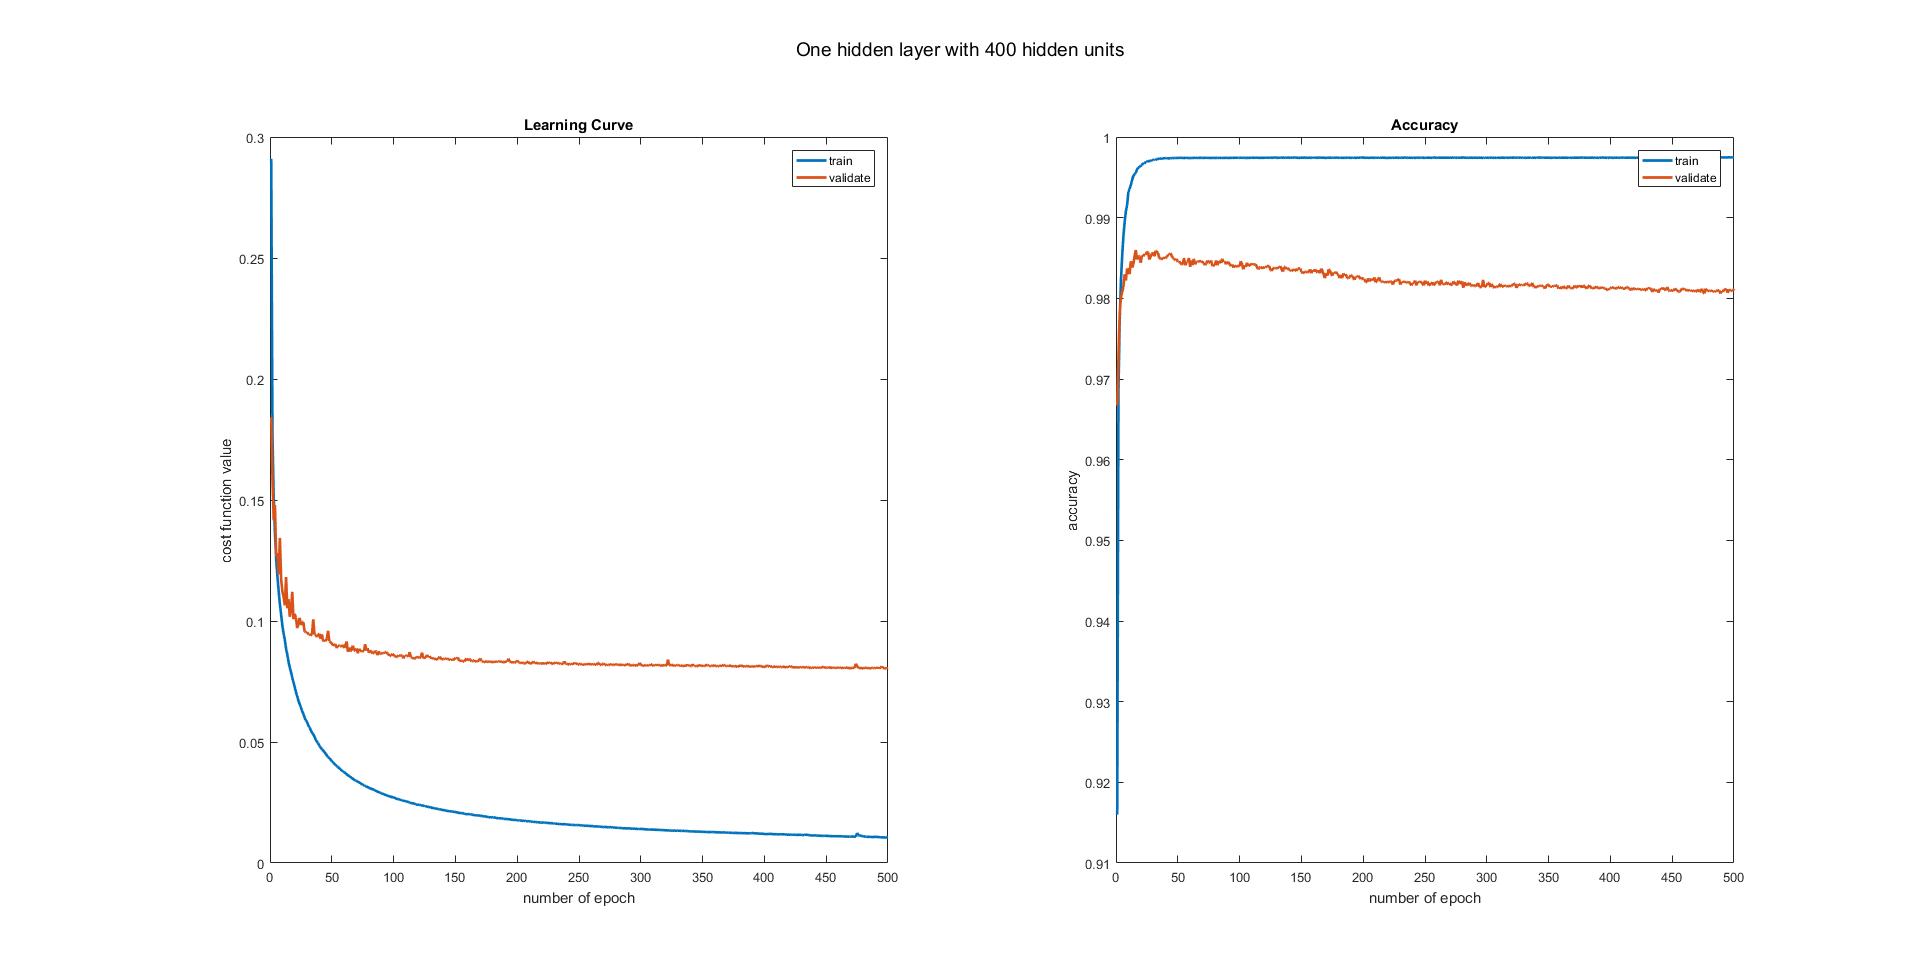 One hidden layer with 400 hidden units
Learning Curve
0.3
0.25
0.2
0.15
0.1
0.05
0
cost function value
train
validate
0 50 100 150 200 250 300 350 400 450 500
number of epoch
Accuracy
1
0.99
0.98
0.97
0.96
0.95
0.94
0.93
0.92
0.91
accuracy
train
validate
0 50 100 150 200 250 300 350 400 450 500
number of epoch